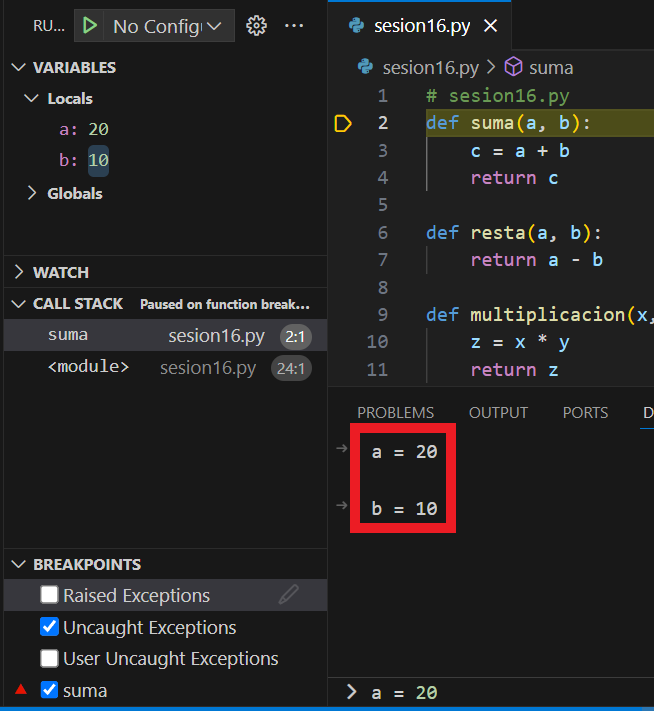 RU... No Config
VARIABLES
Locals
a: 20
b: 10
Globals
WATCH
CALL STACK Paused on function break...
suma sesion16.py 2:1
<module> sesion16.py 24:1
BREAKPOINTS
Raised Exceptions
Uncaught Exceptions
User Uncaught Exceptions
suma
sesion16.py
sesion16.py > suma
1 # sesion16.py
2 def suma(a, b):
3 c = a + b
4 return c
5
6 def resta(a, b):
7 return a - b
8
9 def multiplicacion(x,
10 z = x * y
11 return z
PROBLEMS OUTPUT PORTS D
a = 20
b = 10
> a = 20